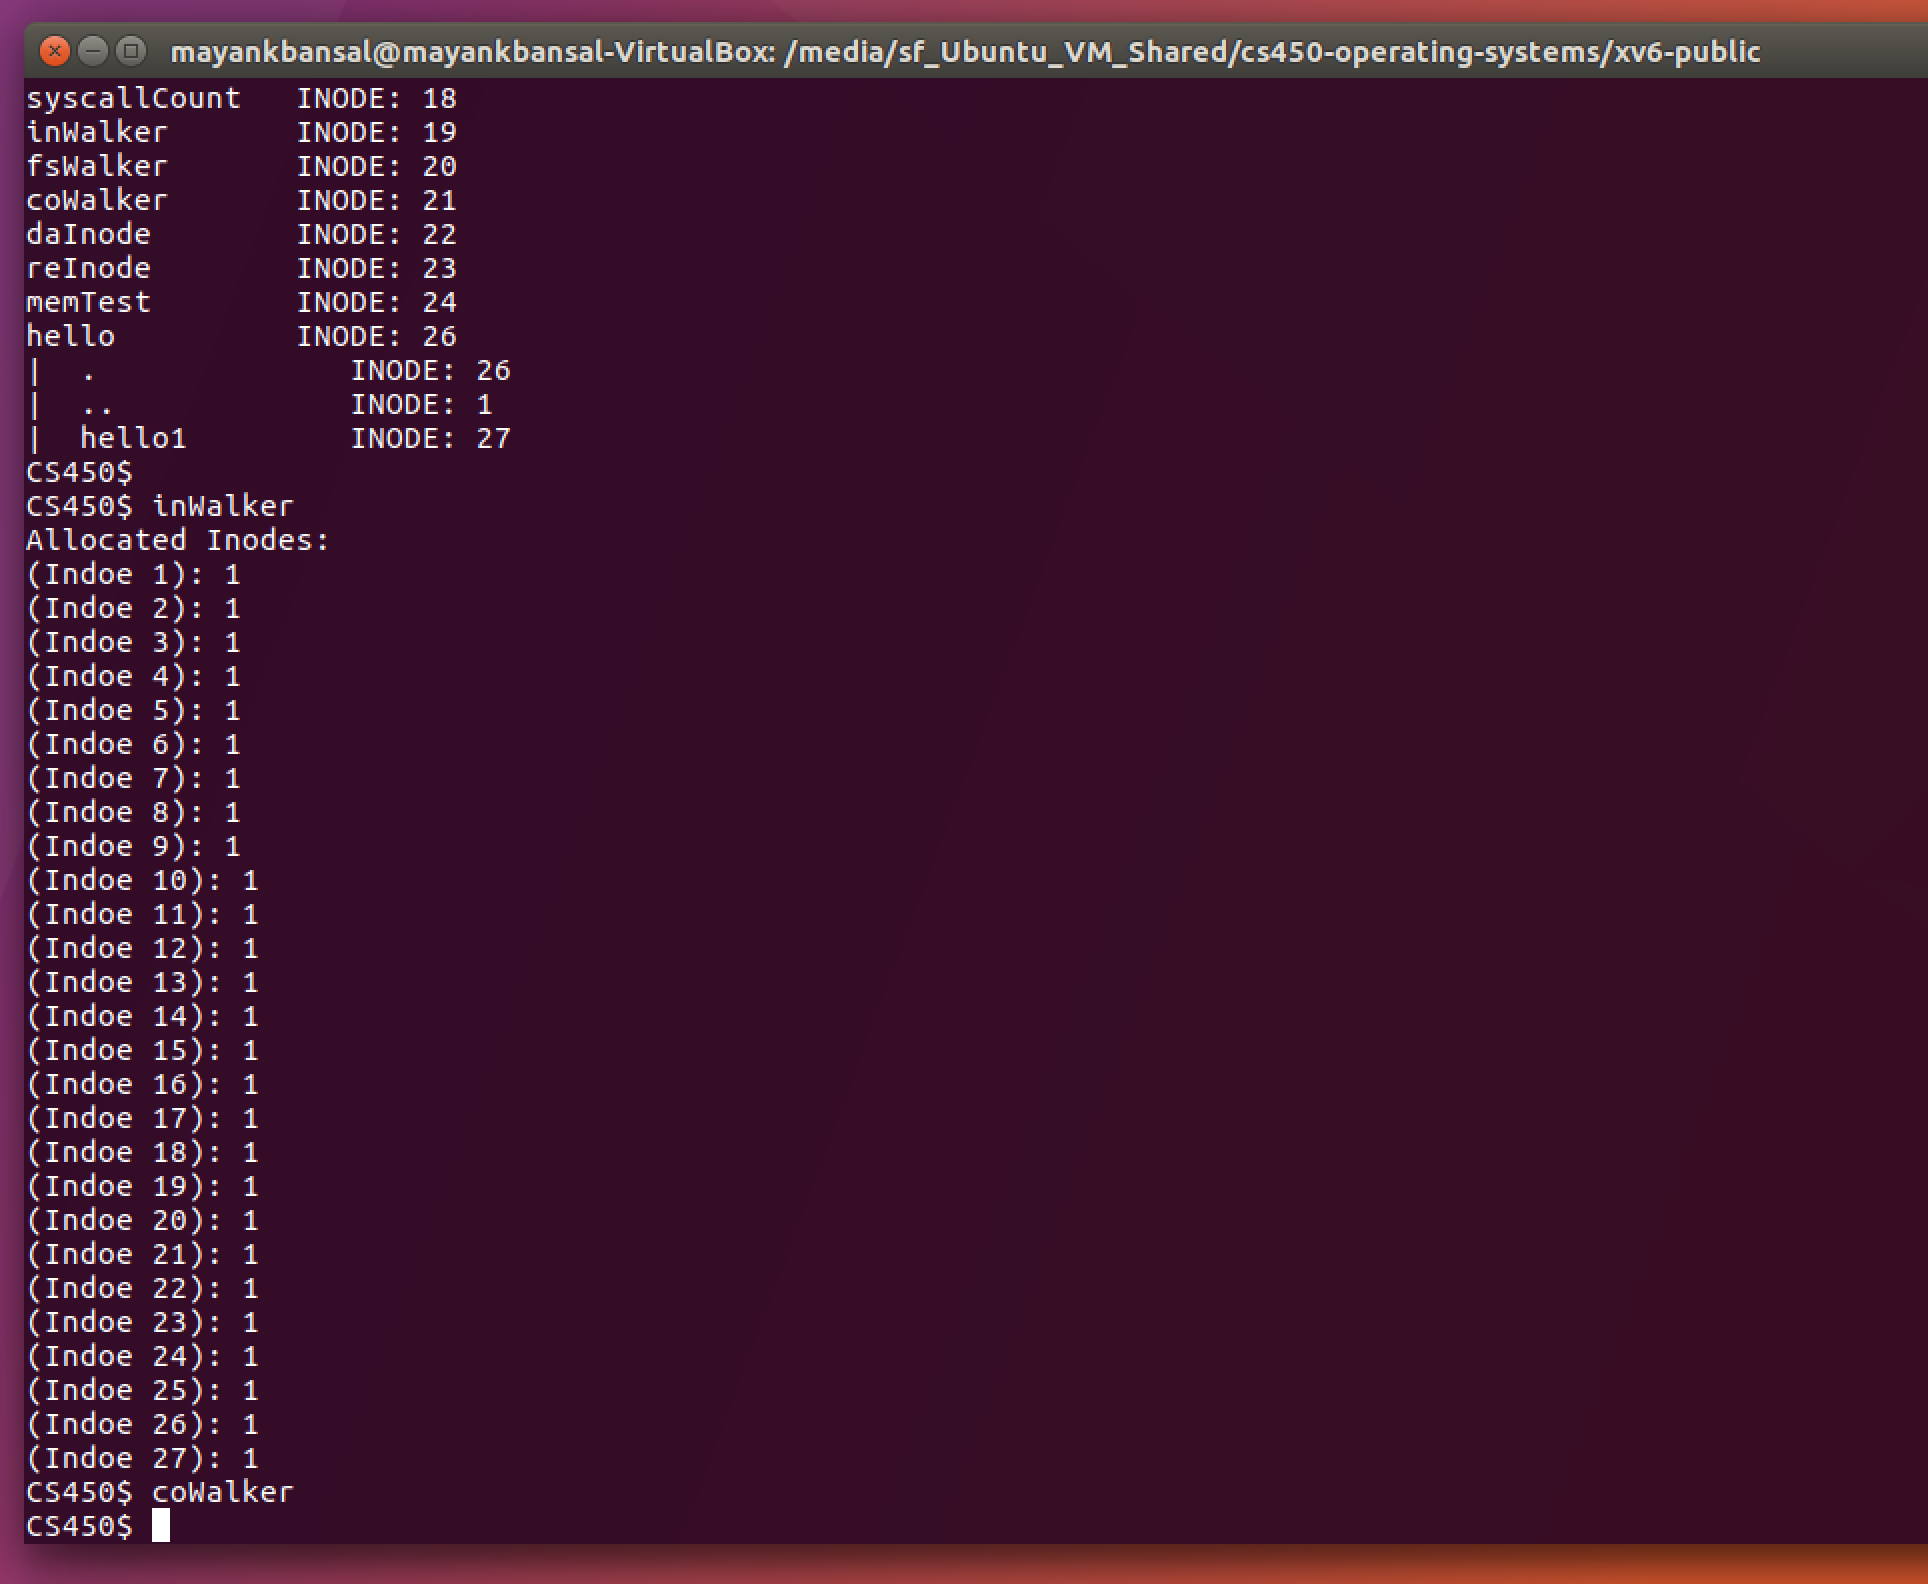 mayankbansal@mayankbansal-VirtualBox: /media/sf_Ubuntu_VM_Shared/cs450-operating-systems/xv6-public
syscallCount   INODE: 18
inWalker       INODE: 19
fsWalker       INODE: 20
coWalker       INODE: 21
daInode        INODE: 22
reInode        INODE: 23
memTest        INODE: 24
hello          INODE: 26
|  .              INODE: 26
|  ..             INODE: 1
|  hello1         INODE: 27
CS450$
CS450$ inWalker
Allocated Inodes:
(Indoe 1): 1
(Indoe 2): 1
(Indoe 3): 1
(Indoe 4): 1
(Indoe 5): 1
(Indoe 6): 1
(Indoe 7): 1
(Indoe 8): 1
(Indoe 9): 1
(Indoe 10): 1
(Indoe 11): 1
(Indoe 12): 1
(Indoe 13): 1
(Indoe 14): 1
(Indoe 15): 1
(Indoe 16): 1
(Indoe 17): 1
(Indoe 18): 1
(Indoe 19): 1
(Indoe 20): 1
(Indoe 21): 1
(Indoe 22): 1
(Indoe 23): 1
(Indoe 24): 1
(Indoe 25): 1
(Indoe 26): 1
(Indoe 27): 1
CS450$ coWalker
CS450$